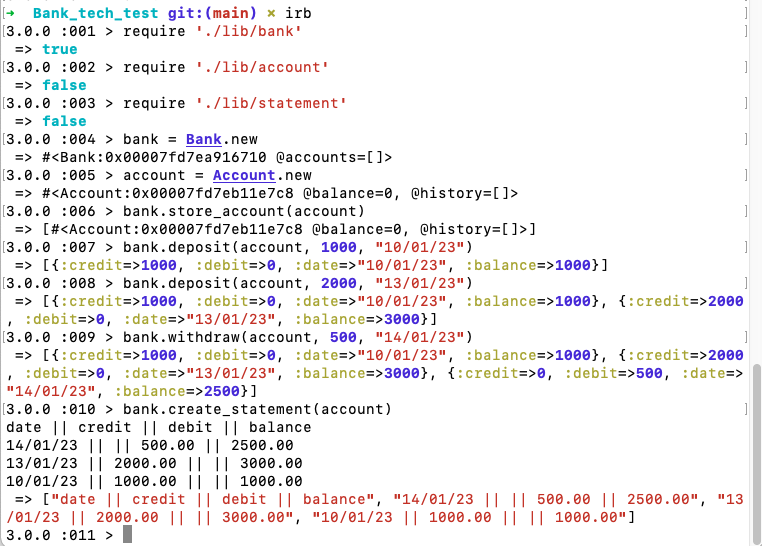 ➜  Bank_tech_test git:(main) ✗ irb
3.0.0 :001 > require './lib/bank'
 => true
3.0.0 :002 > require './lib/account'
 => false
3.0.0 :003 > require './lib/statement'
 => false
3.0.0 :004 > bank = Bank.new
 => #<Bank:0x00007fd7ea916710 @accounts=[]>
3.0.0 :005 > account = Account.new
 => #<Account:0x00007fd7eb11e7c8 @balance=0, @history=[]>
3.0.0 :006 > bank.store_account(account)
 => [#<Account:0x00007fd7eb11e7c8 @balance=0, @history=[]>]
3.0.0 :007 > bank.deposit(account, 1000, "10/01/23")
 => [{:credit=>1000, :debit=>0, :date=>"10/01/23", :balance=>1000}]
3.0.0 :008 > bank.deposit(account, 2000, "13/01/23")
 => [{:credit=>1000, :debit=>0, :date=>"10/01/23", :balance=>1000}, {:credit=>2000
, :debit=>0, :date=>"13/01/23", :balance=>3000}]
3.0.0 :009 > bank.withdraw(account, 500, "14/01/23")
 => [{:credit=>1000, :debit=>0, :date=>"10/01/23", :balance=>1000}, {:credit=>2000
, :debit=>0, :date=>"13/01/23", :balance=>3000}, {:credit=>0, :debit=>500, :date=>
"14/01/23", :balance=>2500}]
3.0.0 :010 > bank.create_statement(account)
date || credit || debit || balance
14/01/23 || || 500.00 || 2500.00
13/01/23 || 2000.00 || || 3000.00
10/01/23 || 1000.00 || || 1000.00
 => ["date || credit || debit || balance", "14/01/23 || || 500.00 || 2500.00", "13
/01/23 || 2000.00 || || 3000.00", "10/01/23 || 1000.00 || || 1000.00"]
3.0.0 :011 >